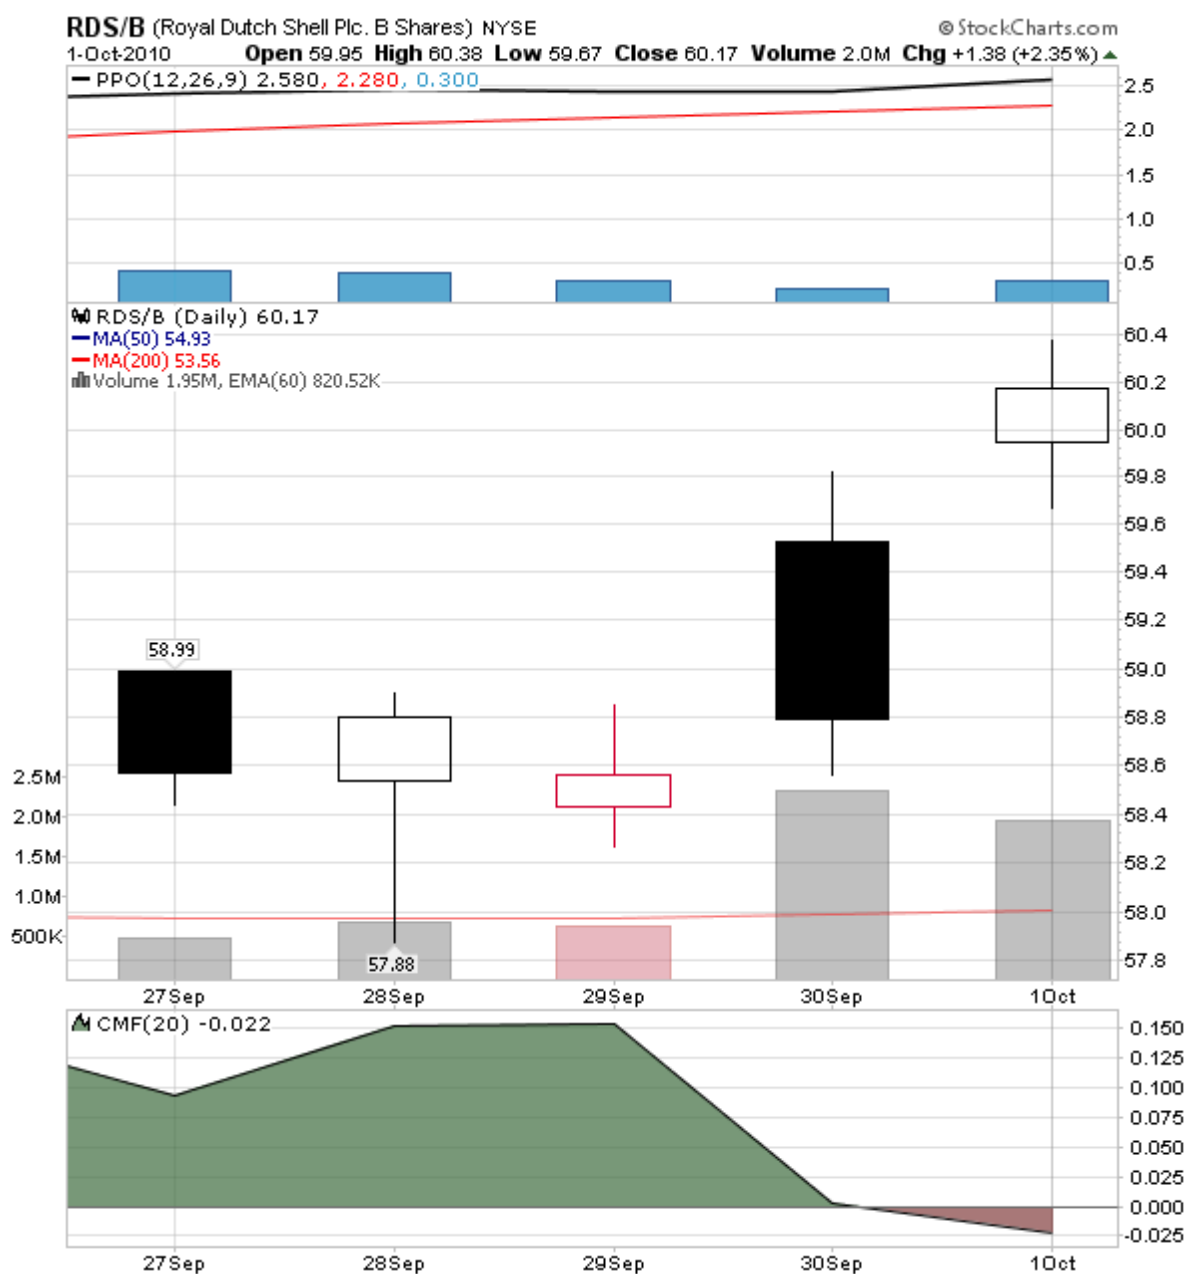 RDS/B (Royal Dutch Shell Plc. B Shares) NYSE © StockCharts.com
1-Oct-2010 Open 59.95 High 60.38 Low 59.67 Close 60.17 Volume 2.0M Chg +1.38 (+2.35%)
PPO(12,26,9) 2.580, 2.280, 0.300
2.5
2.0
1.5
1.0
0.5
RDS/B (Daily) 60.17
MA(50) 54.93
MA(200) 53.56
Volume 1.95M, EMA(60) 820.52K
60.4
60.2
60.0
59.8
59.6
59.4
59.2
59.0
58.8
58.6
58.4
58.2
58.0
57.8
58.99
57.88
2.5M
2.0M
1.5M
1.0M
500K
27Sep 28Sep 29Sep 30Sep 1Oct
CMF(20) -0.022
0.150
0.125
0.100
0.075
0.050
0.025
0.000
-0.025
27Sep 28Sep 29Sep 30Sep 1Oct